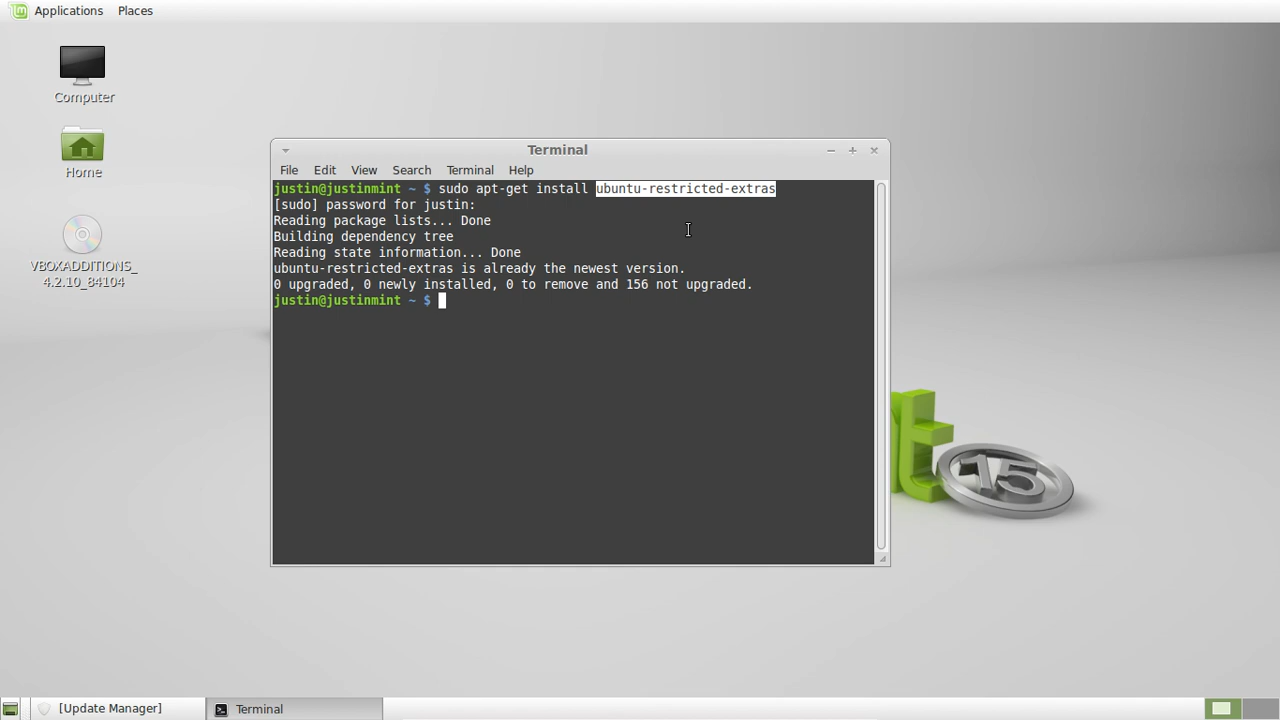 Applications Places
Computer
Home
VBOXADDITIONS_
4.2.10_84104
Terminal
File Edit View Search Terminal Help
justin@justinmint ~ $ sudo apt-get install ubuntu-restricted-extras
[sudo] password for justin:
Reading package lists... Done
Building dependency tree
Reading state information... Done
ubuntu-restricted-extras is already the newest version.
0 upgraded, 0 newly installed, 0 to remove and 156 not upgraded.
justin@justinmint ~ $
t 15
[Update Manager] Terminal